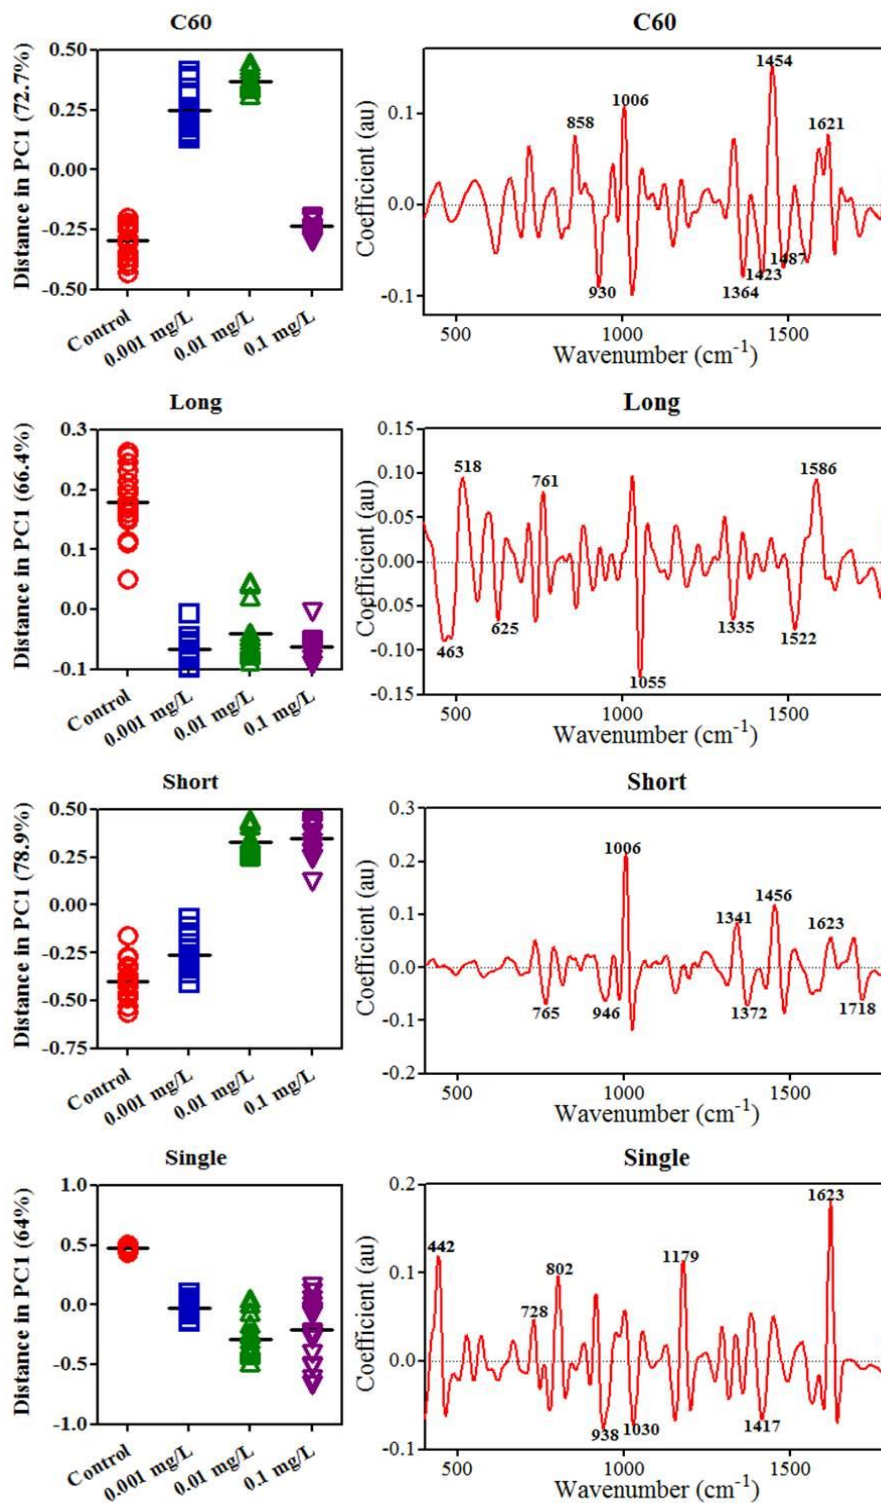 C60
Distance in PC1 (72.7%)
0.50
0.25
0.00
-0.25
-0.50
Control
0.001 mg/L
0.01 mg/L
0.1 mg/L
C60
Coefficient (au)
0.1
0.0
-0.1
858
930
1006
1364
1423
1454
1487
1621
500
1000
1500
Wavenumber (cm-1)
Long
Distance in PC1 (66.4%)
0.3
0.2
0.1
0.0
-0.1
Control
0.001 mg/L
0.01 mg/L
0.1 mg/L
Long
Coefficient (au)
0.15
0.10
0.05
0.00
-0.05
-0.10
-0.15
463
518
625
761
1055
1335
1522
1586
500
1000
1500
Wavenumber (cm-1)
Short
Distance in PC1 (78.9%)
0.50
0.25
0.00
-0.25
-0.50
-0.75
Control
0.001 mg/L
0.01 mg/L
0.1 mg/L
Short
Coefficient (au)
0.3
0.2
0.1
0.0
-0.1
-0.2
765
946
1006
1341
1372
1456
1623
1718
500
1000
1500
Wavenumber (cm-1)
Single
Distance in PC1 (64%)
1.0
0.5
0.0
-0.5
-1.0
Control
0.001 mg/L
0.01 mg/L
0.1 mg/L
Single
Coefficient (au)
0.2
0.1
0.0
-0.1
442
728
802
938
1030
1179
1417
1623
500
1000
1500
Wavenumber (cm-1)